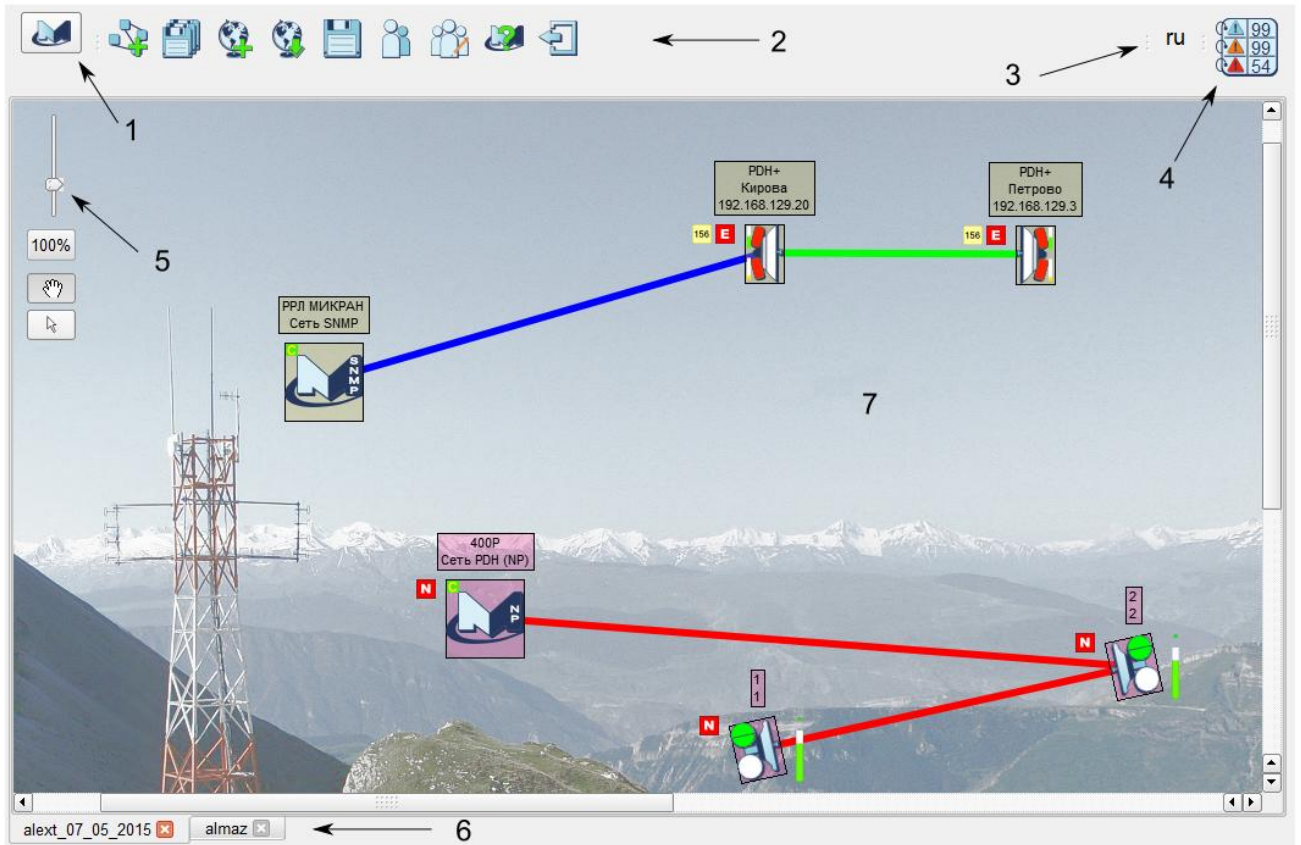 ru
99
99
54
2
3
1
4
5
100%
PDH+
Кирова
192.168.129.20
PDH+
Петрово
192.168.129.3
156 E
156 E
РРЛ МИКРАН
Сеть SNMP
C
SNMP
7
400P
Сеть PDH (NP)
N
C
NP
2
2
N
1
1
N
alext_07_05_2015
almaz
6